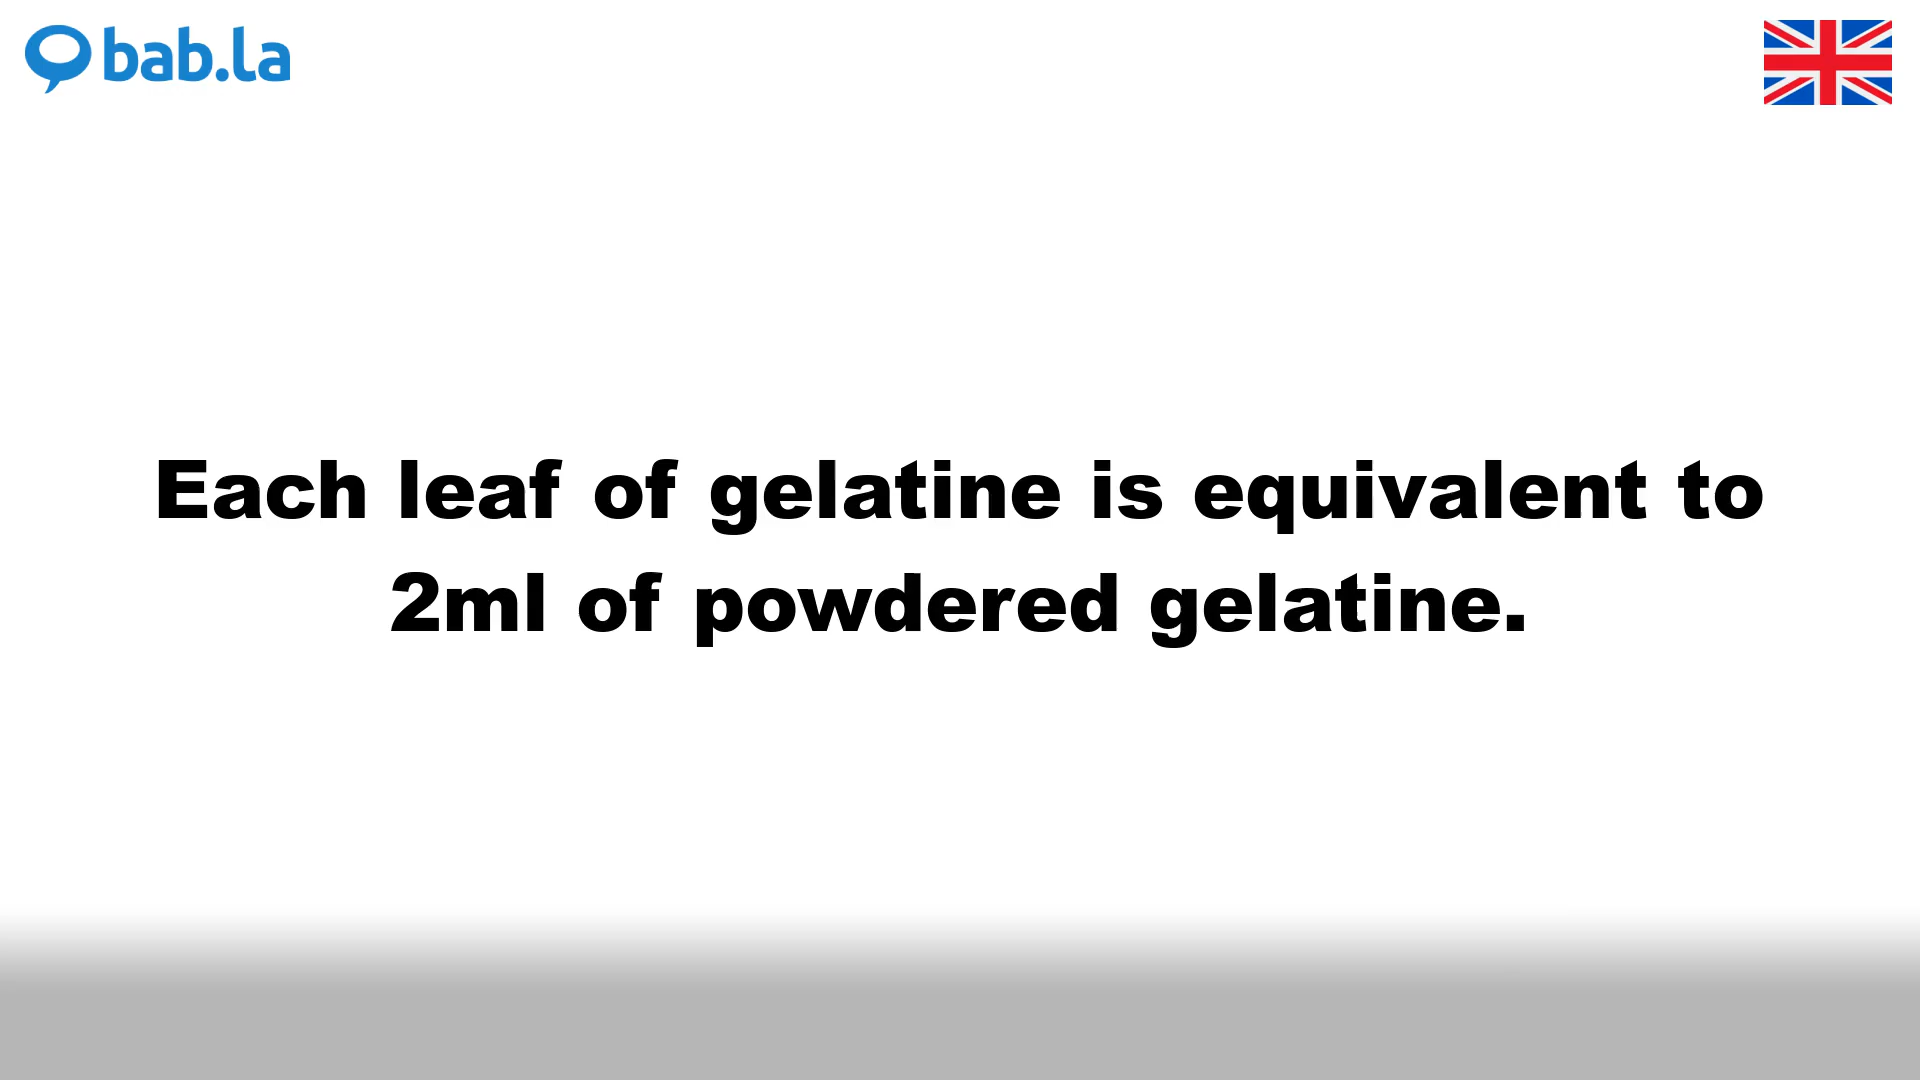 bab.la
Each leaf of gelatine is equivalent to
2ml of powdered gelatine.